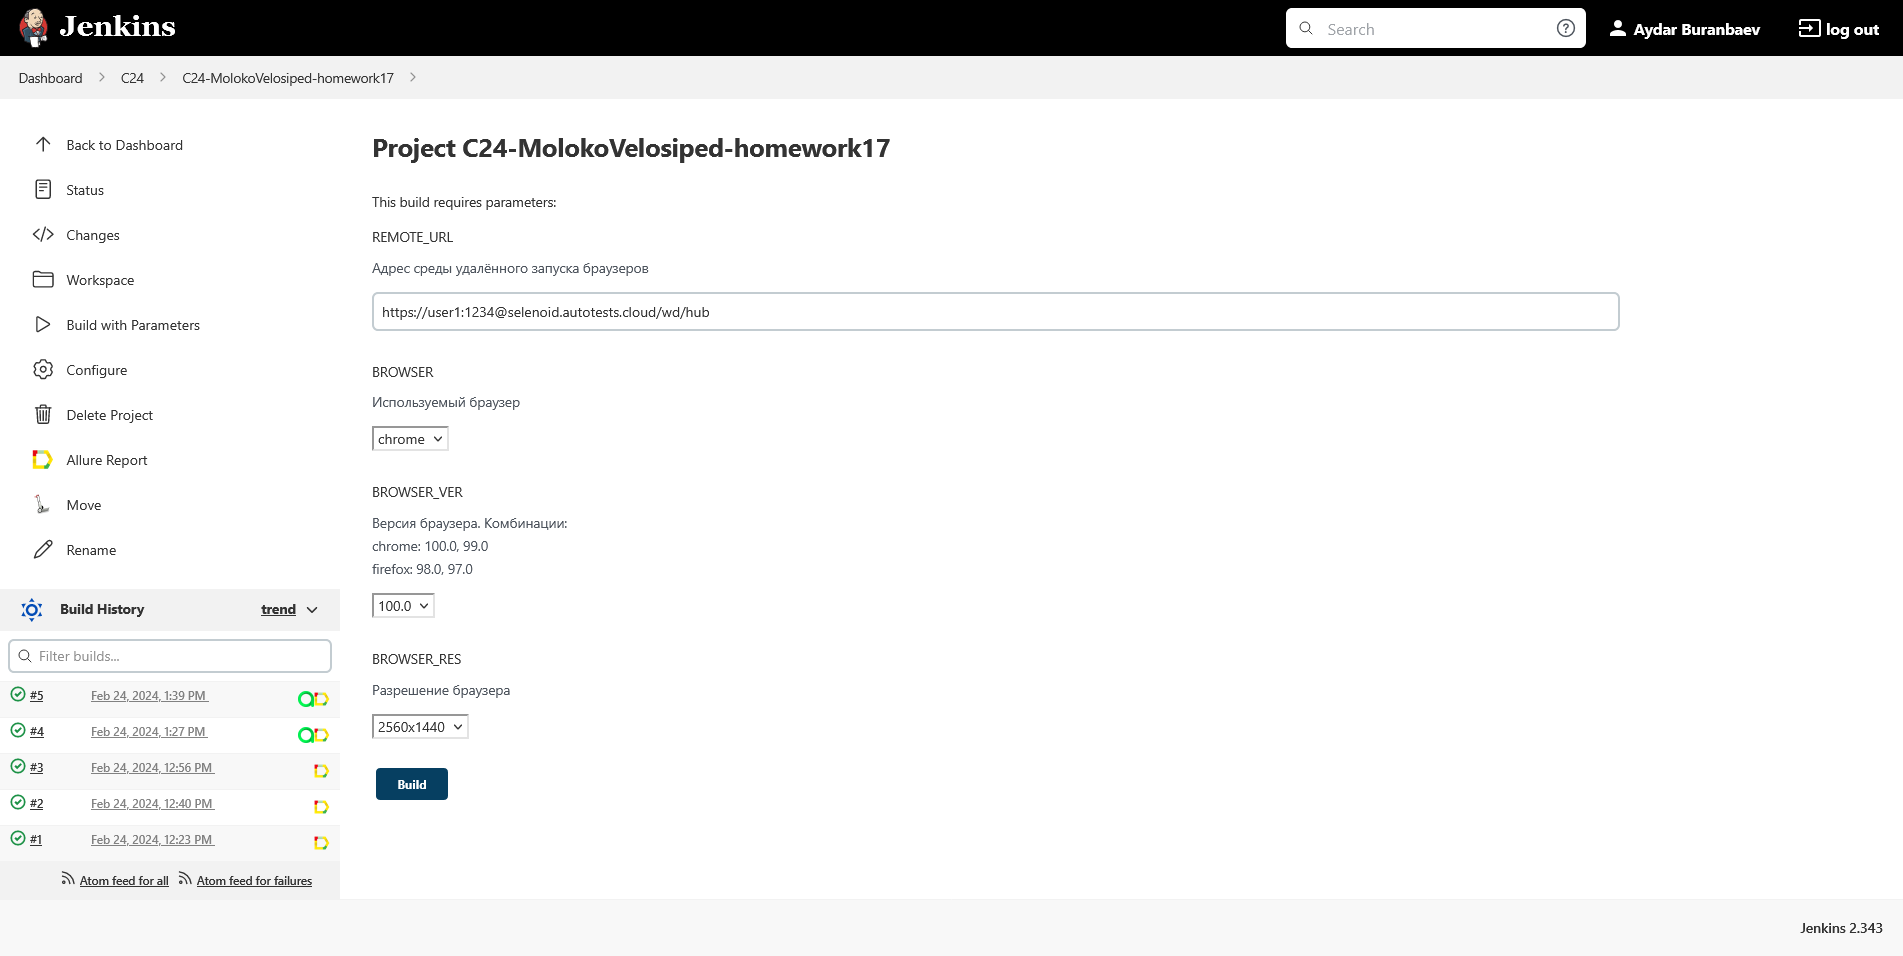 Jenkins
Search
Aydar Buranbaev
log out
Dashboard
C24
C24-MolokoVelosiped-homework17
Back to Dashboard
Status
Changes
Workspace
Build with Parameters
Configure
Delete Project
Allure Report
Move
Rename
Build History
trend
Filter builds...
#5 Feb 24, 2024, 1:39 PM
#4 Feb 24, 2024, 1:27 PM
#3 Feb 24, 2024, 12:56 PM
#2 Feb 24, 2024, 12:40 PM
#1 Feb 24, 2024, 12:23 PM
Atom feed for all Atom feed for failures
Project C24-MolokoVelosiped-homework17
This build requires parameters:
REMOTE_URL
Адрес среды удалённого запуска браузеров
https://user1:1234@selenoid.autotests.cloud/wd/hub
BROWSER
Используемый браузер
chrome
BROWSER_VER
Версия браузера. Комбинации:
chrome: 100.0, 99.0
firefox: 98.0, 97.0
100.0
BROWSER_RES
Разрешение браузера
2560x1440
Build
Jenkins 2.343